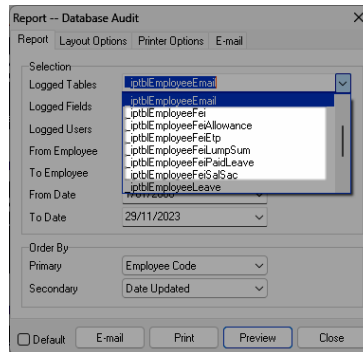 Report -- Database Audit
Report Layout Options Printer Options E-mail
Selection
Logged Tables _iptblEmployeeEmail
_iptblEmployeeEmail
Logged Fields _iptblEmployeeFei
_iptblEmployeeFeiAllowance
Logged Users _iptblEmployeeFeiEtp
From Employee _iptblEmployeeFeiLumpSum
_iptblEmployeeFeiPaidLeave
To Employee _iptblEmployeeFeiSalSac
_iptblEmployeeLeave
From Date
To Date 29/11/2023
Order By
Primary Employee Code
Secondary Date Updated
Default E-mail Print Preview Close